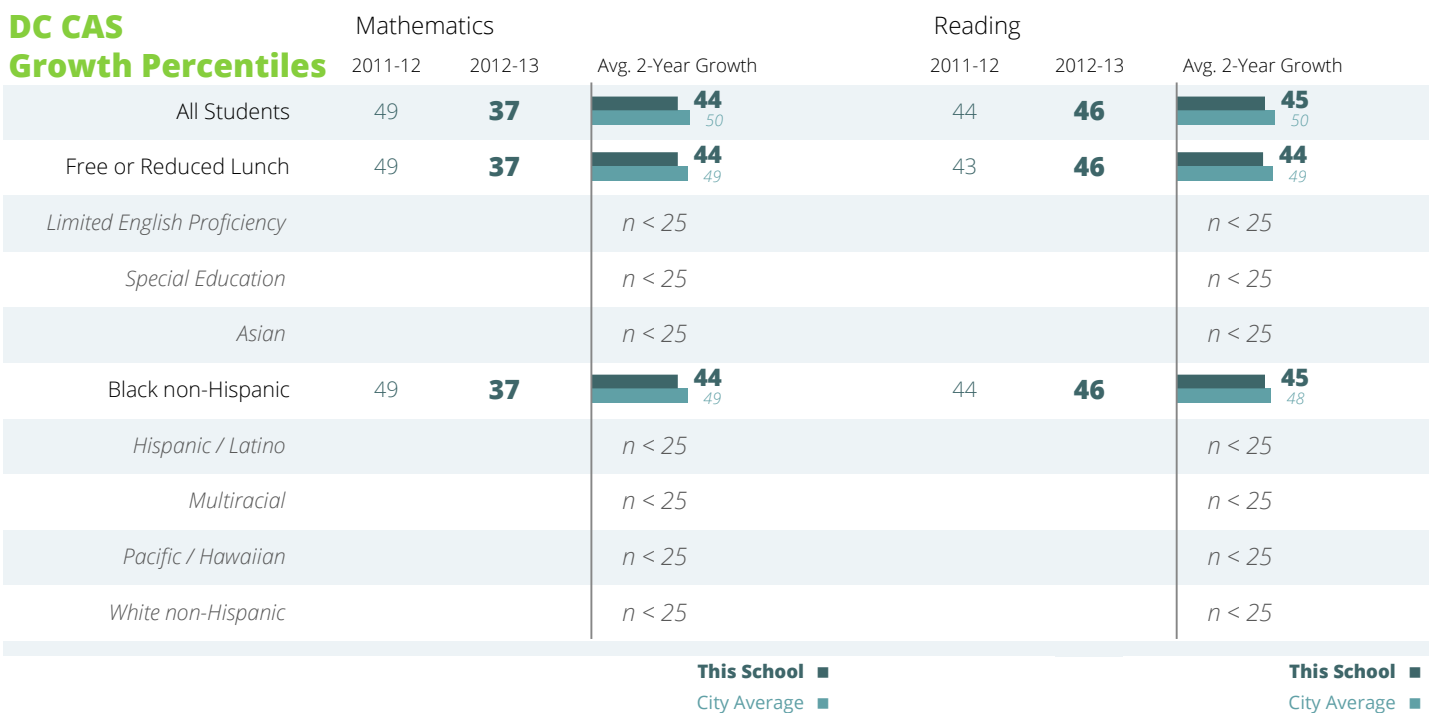 DC CAS
Growth Percentiles
Mathematics Reading
2011-12 2012-13 Avg. 2-Year Growth 2011-12 2012-13 Avg. 2-Year Growth
All Students 49 37 44 50 44 46 45 50
Free or Reduced Lunch 49 37 44 49 43 46 44 49
Limited English Proficiency n < 25 n < 25
Special Education n < 25 n < 25
Asian n < 25 n < 25
Black non-Hispanic 49 37 44 49 44 46 45 48
Hispanic / Latino n < 25 n < 25
Multiracial n < 25 n < 25
Pacific / Hawaiian n < 25 n < 25
White non-Hispanic n < 25 n < 25
This School This School
City Average City Average